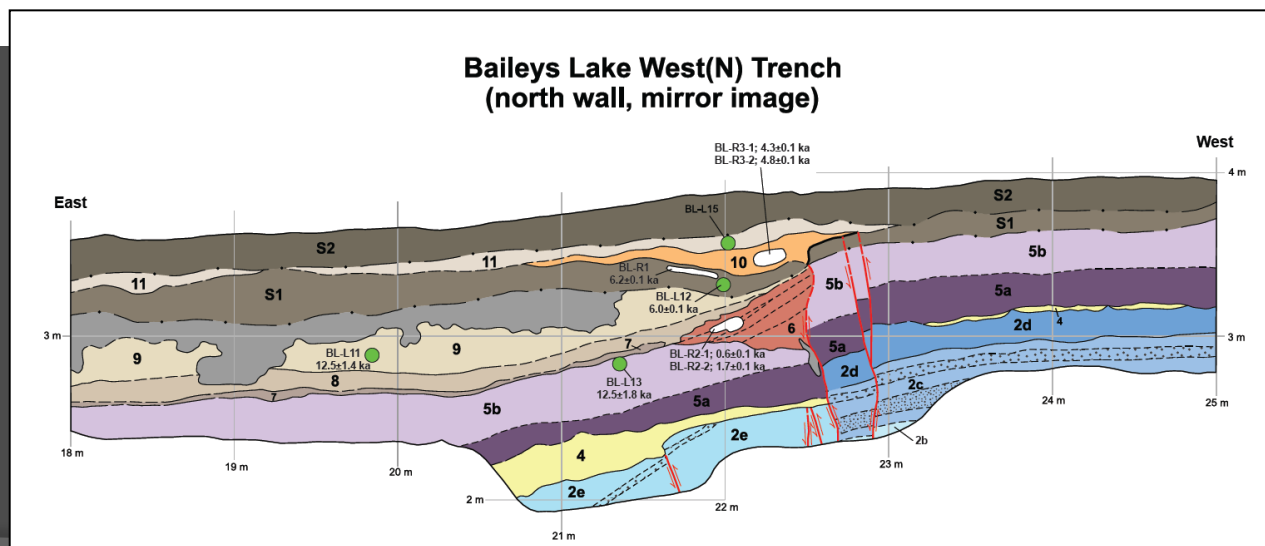 Baileys Lake West(N) Trench
(north wall, mirror image)
BL-R3-1; 4.3±0.1 ka
BL-R3-2; 4.8±0.1 ka
West
4 m
East
S2
S2
BL-L15
S1
11
10
5b
11
BL-R1
6.2±0.1 ka
5b
S1
BL-L12
6.0±0.1 ka
5a
4
6
2d
3 m
9
9
7
5a
3 m
BL-L11
12.5±1.4 ka
BL-R2-1; 0.6±0.1 ka
BL-R2-2; 1.7±0.1 ka
8
BL-L13
12.5±1.8 ka
2d
2c
7
5b
5a
24 m
25 m
2e
2b
18 m
19 m
20 m
4
23 m
2e
2 m
22 m
21 m